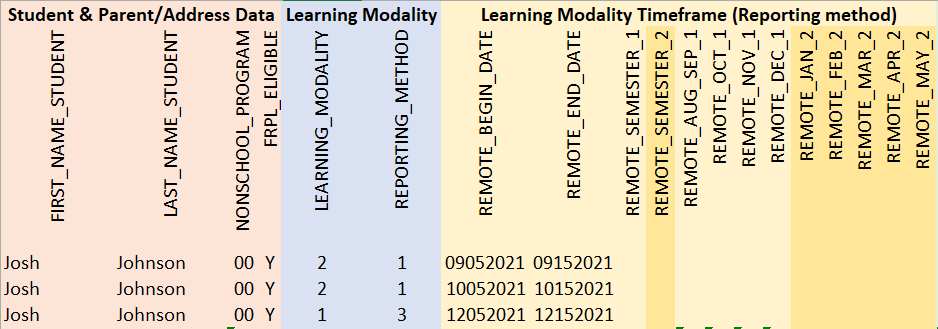 Student & Parent/Address Data Learning Modality Learning Modality Timeframe (Reporting method)
FIRST_NAME_STUDENT LAST_NAME_STUDENT NONSCHOOL_PROGRAM FRPL_ELIGIBLE LEARNING_MODALITY REPORTING_METHOD REMOTE_BEGIN_DATE REMOTE_END_DATE REMOTE_SEMESTER_1 REMOTE_SEMESTER_2 REMOTE_AUG_SEP_1 REMOTE_OCT_1 REMOTE_NOV_1 REMOTE_DEC_1 REMOTE_JAN_2 REMOTE_FEB_2 REMOTE_MAR_2 REMOTE_APR_2 REMOTE_MAY_2
Josh Johnson 00 Y 2 1 09052021 09152021
Josh Johnson 00 Y 2 1 10052021 10152021
Josh Johnson 00 Y 1 3 12052021 12152021